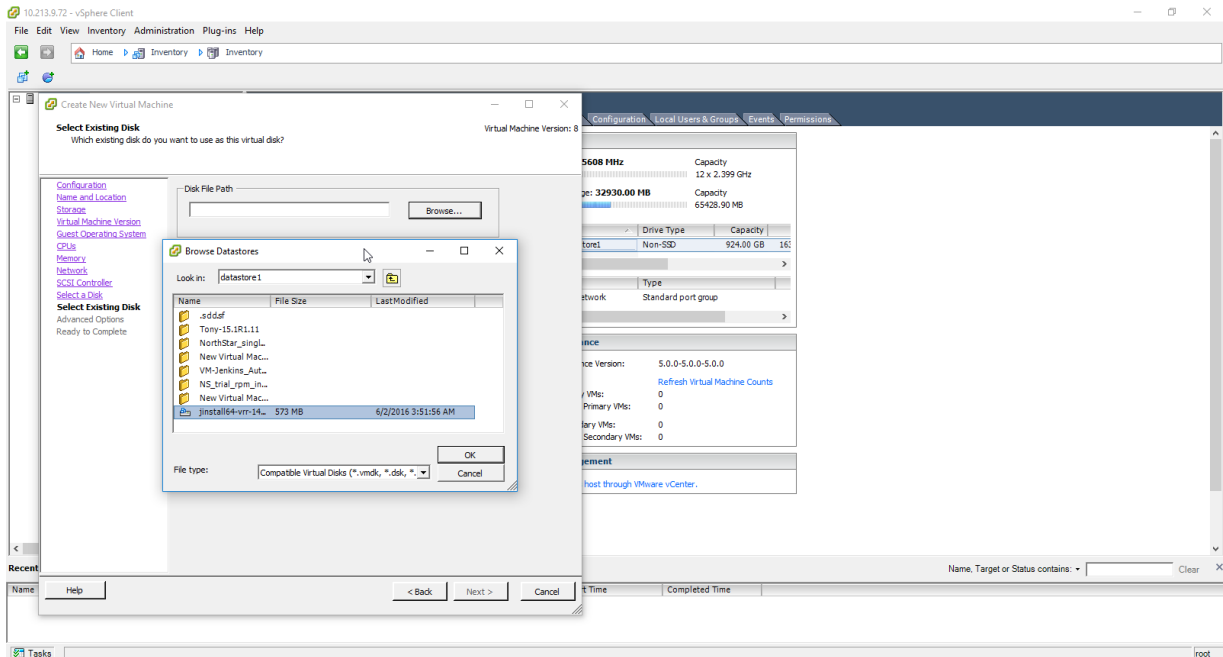 10.213.9.72 - vSphere Client
File Edit View Inventory Administration Plug-ins Help
Home Inventory Inventory
Create New Virtual Machine
Select Existing Disk
Which existing disk do you want to use as this virtual disk?
Virtual Machine Version: 8
Configuration
Name and Location
Storage
Virtual Machine Version
Guest Operating System
CPUs
Memory
Network
SCSI Controller
Select a Disk
Select Existing Disk
Advanced Options
Ready to Complete
Disk File Path
Browse...
Browse Datastores
Look in: datastore1
Name File Size Last Modified
.sdd.sf
Tony-15.1R1.11
NorthStar_singl...
New Virtual Mac...
VM-Jenkins_Aut...
NS_trial_rpm_in...
New Virtual Mac...
jinstall64-vrr-14... 573 MB 6/2/2016 3:51:56 AM
OK
File type: Compatible Virtual Disks (*.vmdk, *.dsk, *.
Cancel
Help < Back Next > Cancel
Configuration Local Users & Groups Events Permissions
5608 MHz Capacity
12 x 2.399 GHz
ge: 32930.00 MB Capacity
65428.90 MB
Drive Type Capacity
tore1 Non-SSD 924.00 GB 163
Type
etwork Standard port group
ance
nce Version: 5.0.0-5.0.0-5.0.0
Refresh Virtual Machine Counts
y VMs: 0
Primary VMs: 0
dary VMs: 0
Secondary VMs: 0
gement
host through VMware vCenter.
Recent
Name, Target or Status contains: Clear
Name
rt Time Completed Time
Tasks
root